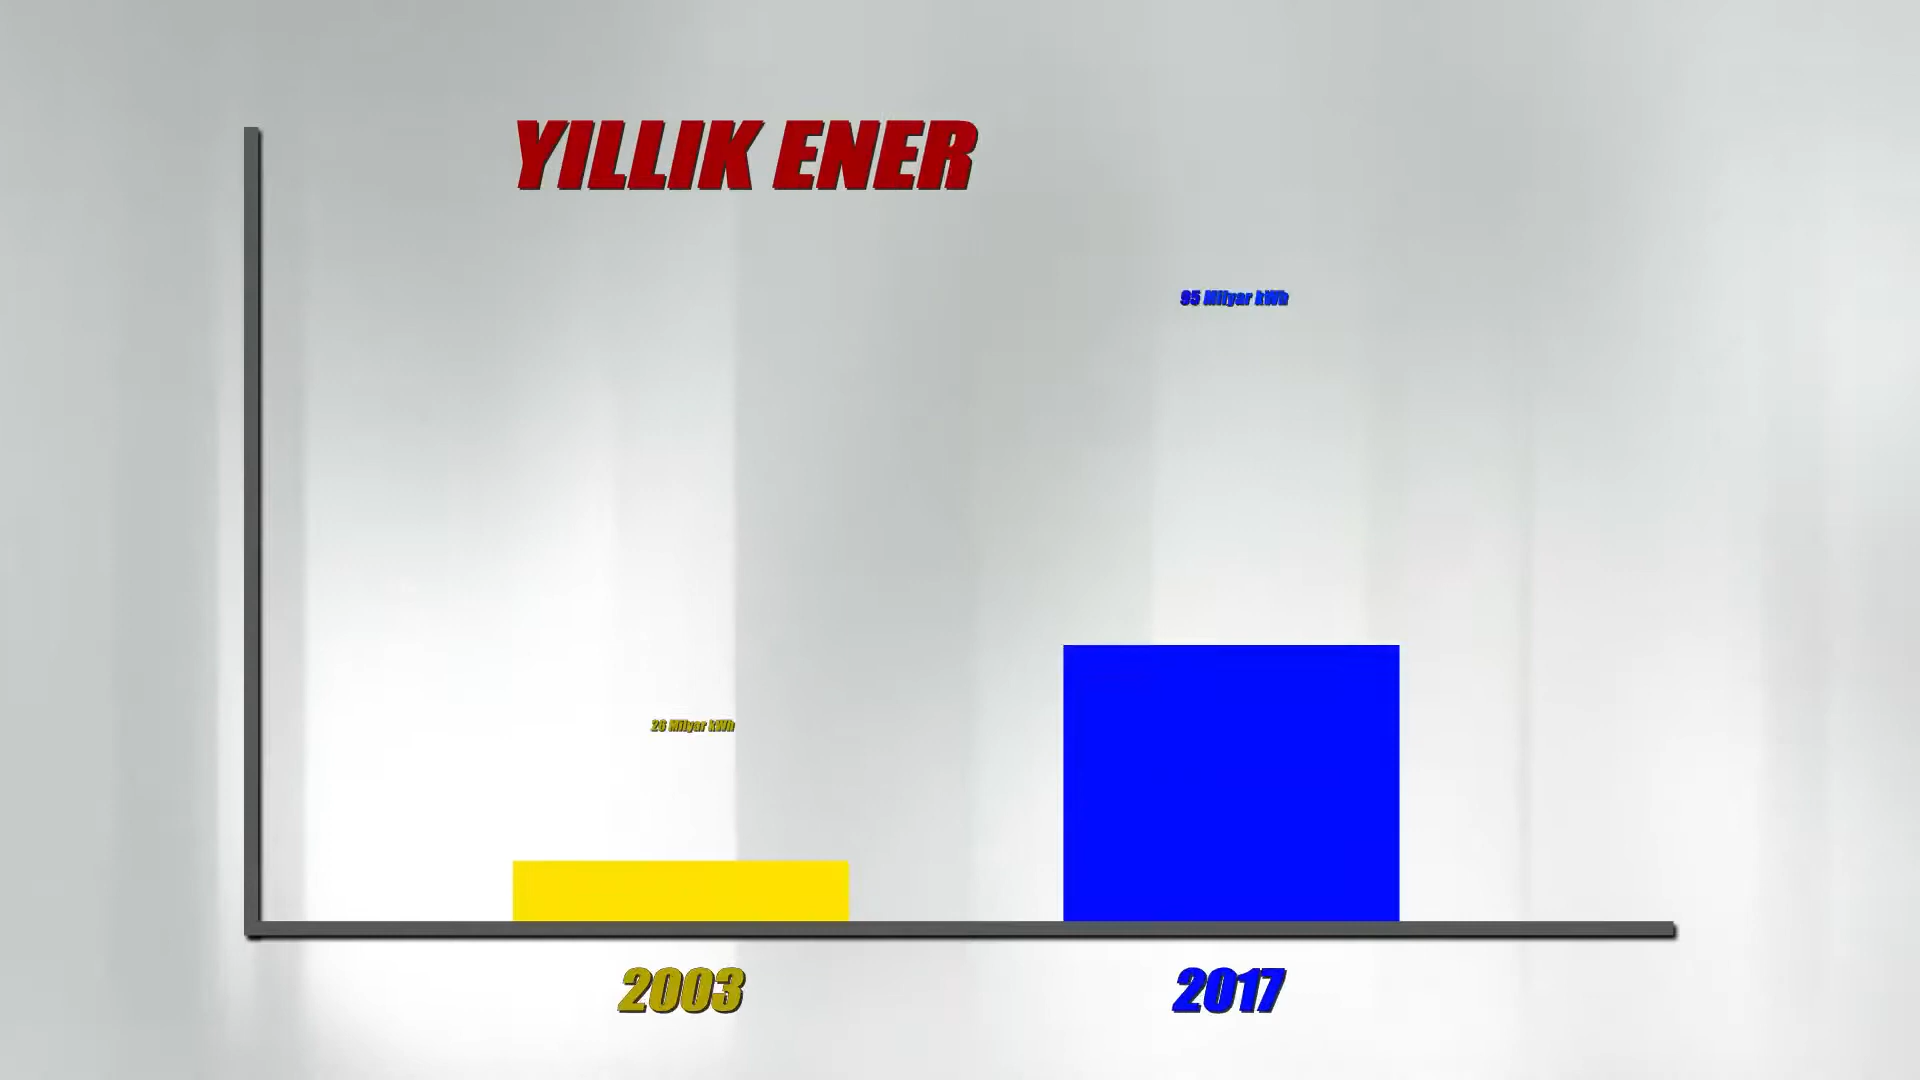 YILLIK ENER
95 Milyar kWh
26 Milyar kWh
2003
2017